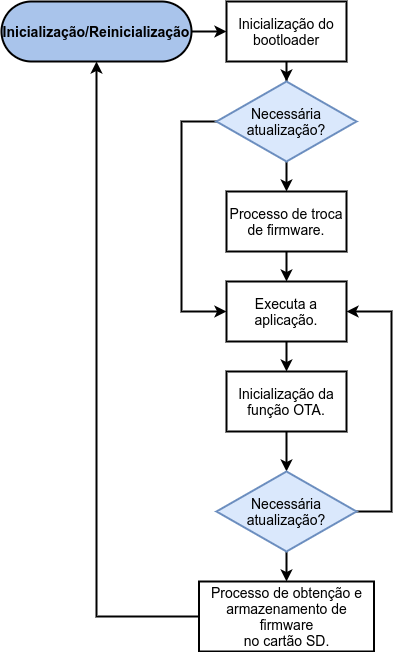 Inicialização/Reinicialização
Inicialização do
bootloader
Necessária
atualização?
Processo de troca
de firmware.
Executa a
aplicação.
Inicialização da
função OTA.
Necessária
atualização?
Processo de obtenção e
armazenamento de
firmware
no cartão SD.